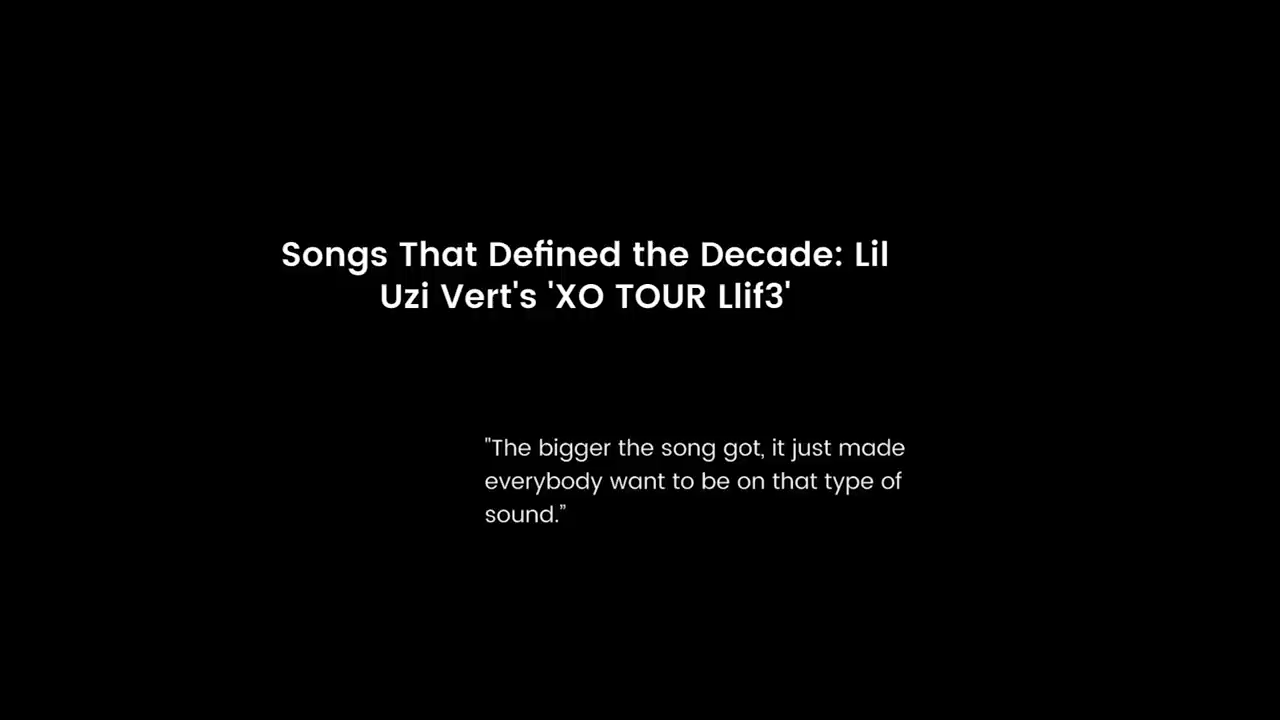 Songs That Defined the Decade: Lil
Uzi Vert's 'XO TOUR Llif3'
"The bigger the song got, it just made
everybody want to be on that type of
sound.”